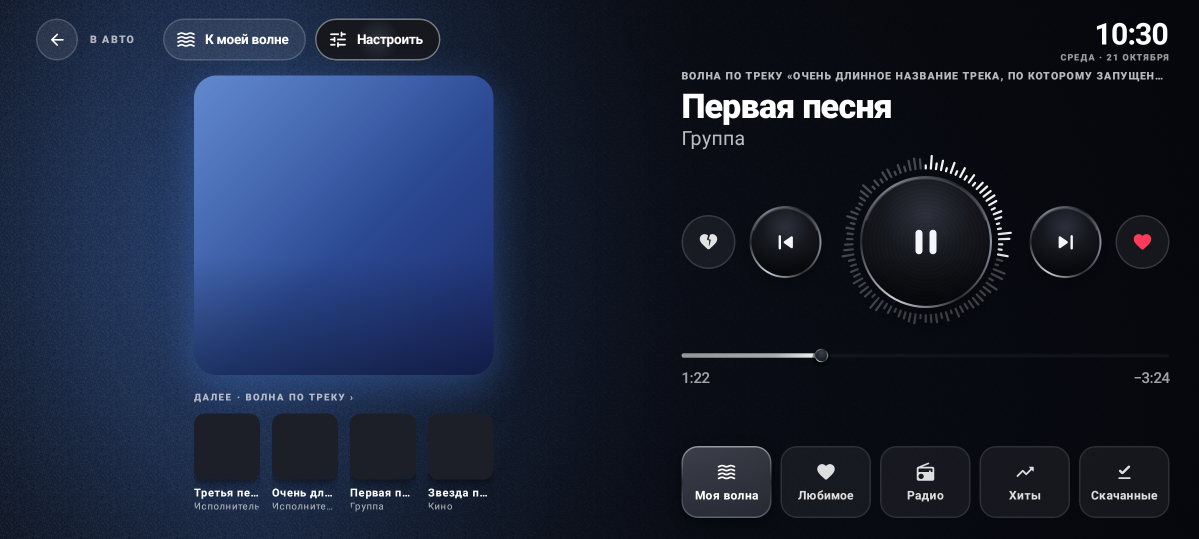 В АВТО
К моей волне
Настроить
10:30
СРЕДА · 21 ОКТЯБРЯ
ВОЛНА ПО ТРЕКУ «ОЧЕНЬ ДЛИННОЕ НАЗВАНИЕ ТРЕКА, ПО КОТОРОМУ ЗАПУЩЕН…
Первая песня
Группа
1:22
−3:24
ДАЛЕЕ · ВОЛНА ПО ТРЕКУ ›
Третья пе…
Исполнитель
Очень дл…
Исполните…
Первая п…
Группа
Звезда п…
Кино
Моя волна
Любимое
Радио
Хиты
Скачанные